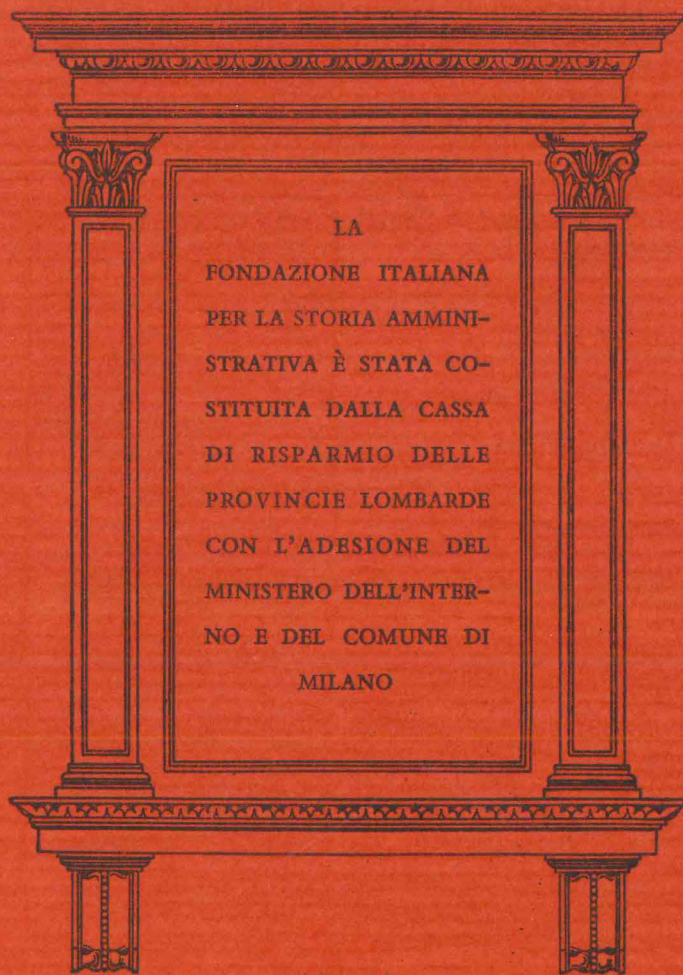 LA
FONDAZIONE ITALIANA
PER LA STORIA AMMINI-
STRATIVA È STATA CO-
STITUITA DALLA CASSA
DI RISPARMIO DELLE
PROVINCIE LOMBARDE
CON L'ADESIONE DEL
MINISTERO DELL'INTER-
NO E DEL COMUNE DI
MILANO